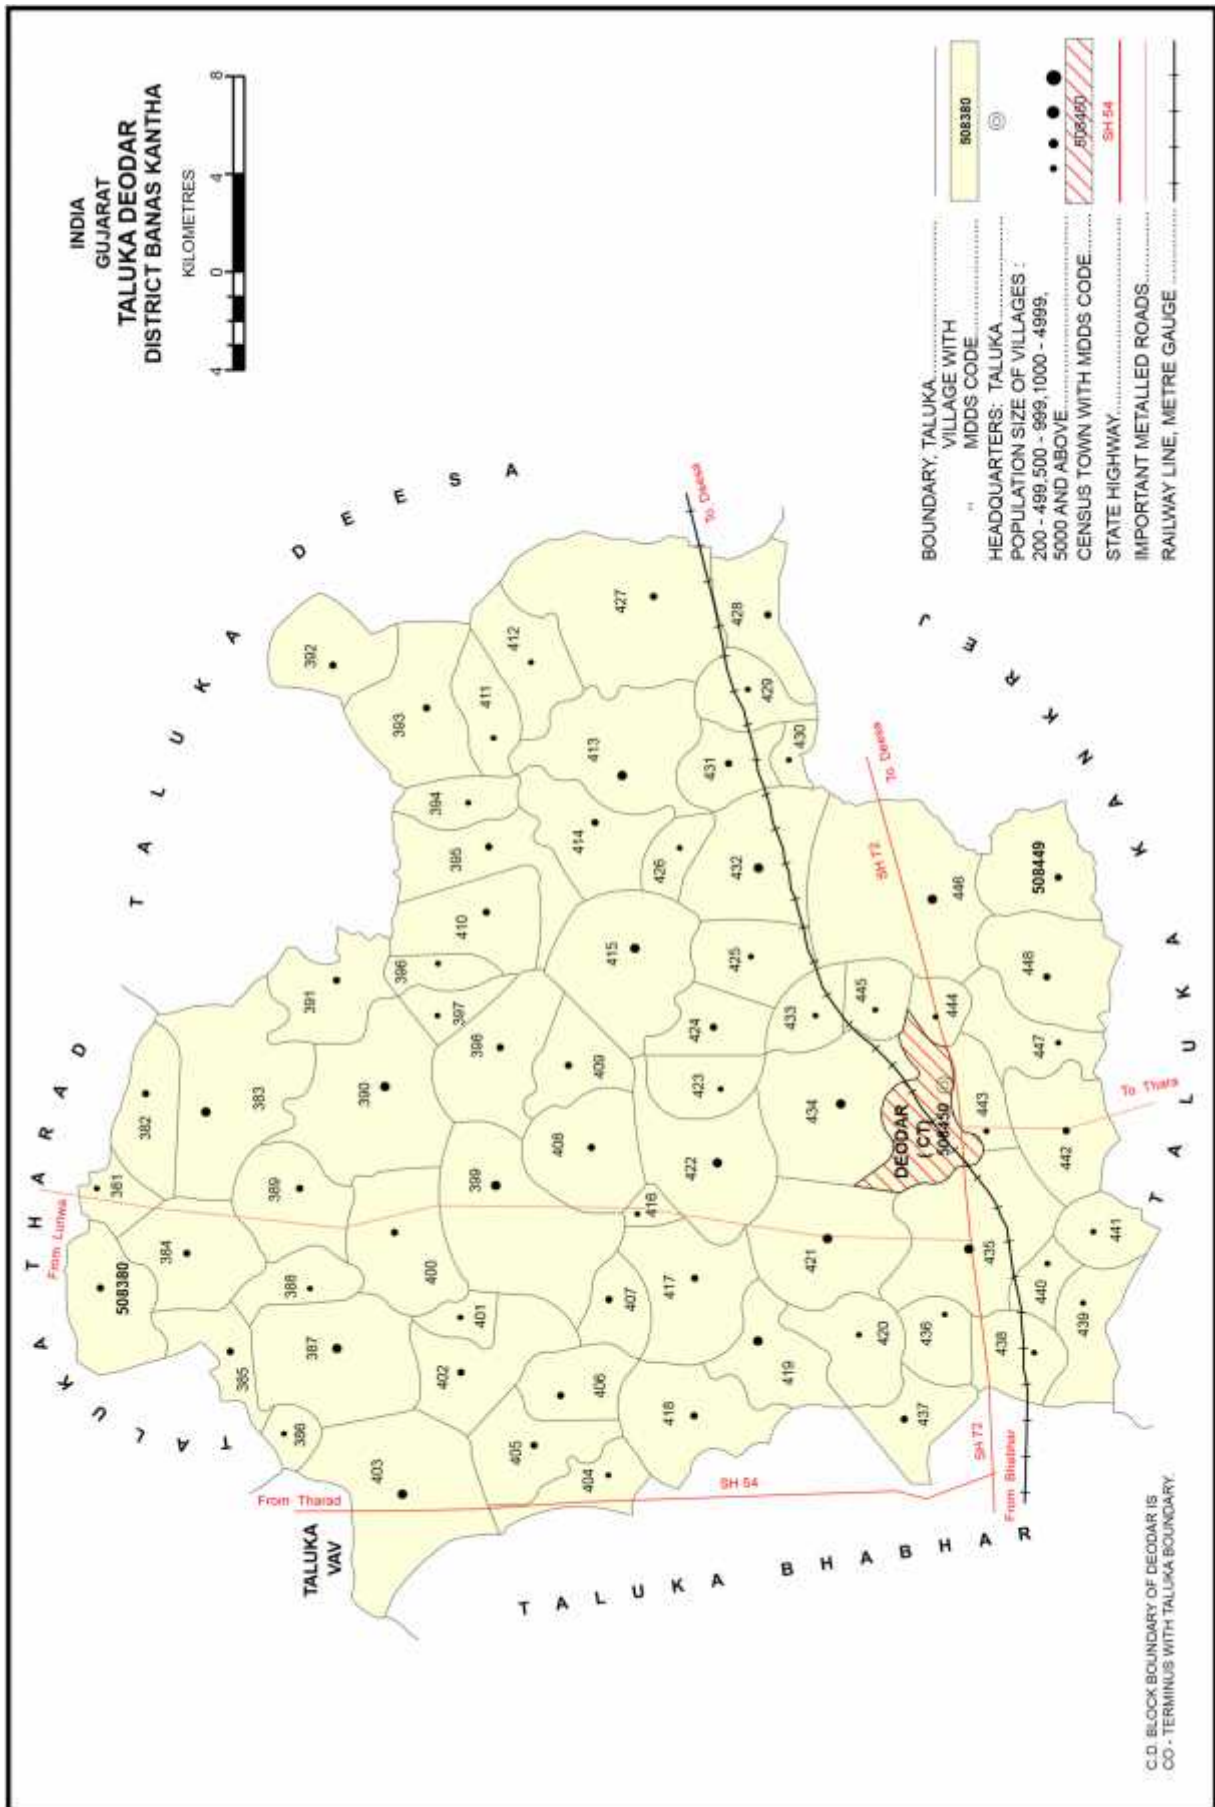 INDIA
GUJARAT
TALUKA DEODAR
DISTRICT BANAS KANTHA
KILOMETRES
4 0 4 8
BOUNDARY, TALUKA
" VILLAGE WITH
MDDS CODE
508380
HEADQUARTERS: TALUKA
POPULATION SIZE OF VILLAGES :
200 - 499,500 - 999,1000 - 4999,
5000 AND ABOVE
CENSUS TOWN WITH MDDS CODE
508450
STATE HIGHWAY
SH 54
IMPORTANT METALLED ROADS
RAILWAY LINE, METRE GAUGE
TALUKA THARAD
TALUKA DEESA
TALUKA KANKREJ
TALUKA BHABHAR
TALUKA
VAV
From Lunwa
From Tharad
From Bhabhar
To Deesa
To Deesa
To Thara
SH 54
SH 72
SH 72
508380
381
382
383
384
385
386
387
388
389
390
391
392
393
394
395
396
397
398
399
400
401
402
403
404
405
406
407
408
409
410
411
412
413
414
415
416
417
418
419
420
421
422
423
424
425
426
427
428
429
430
431
432
433
434
435
436
437
438
439
440
441
442
443
444
445
446
447
448
508449
DEODAR
( CT)
508450
C.D. BLOCK BOUNDARY OF DEODAR IS
CO - TERMINUS WITH TALUKA BOUNDARY.